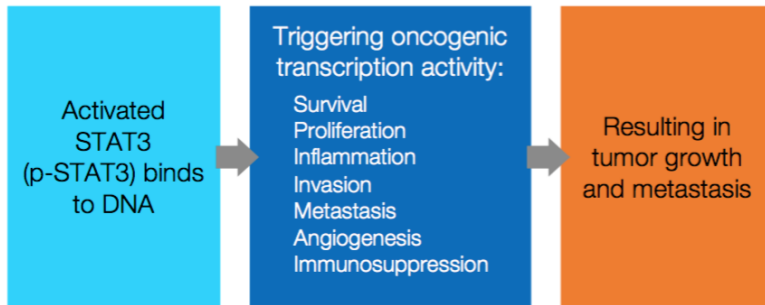 Activated
STAT3
(p-STAT3) binds
to DNA
Triggering oncogenic
transcription activity:
Survival
Proliferation
Inflammation
Invasion
Metastasis
Angiogenesis
Immunosuppression
Resulting in
tumor growth
and metastasis